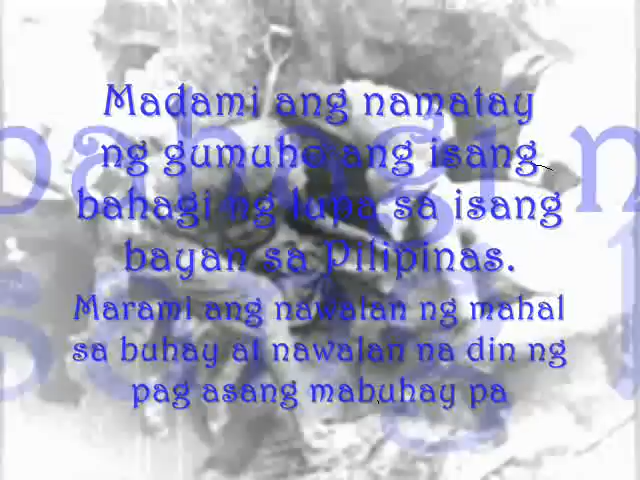 Madami ang namatay
ng gumuho ang isang
bahagi ng lupa sa isang
bayan sa Pilipinas.
Marami ang nawalan ng mahal
sa buhay at nawalan na din ng
pag asang mabuhay pa